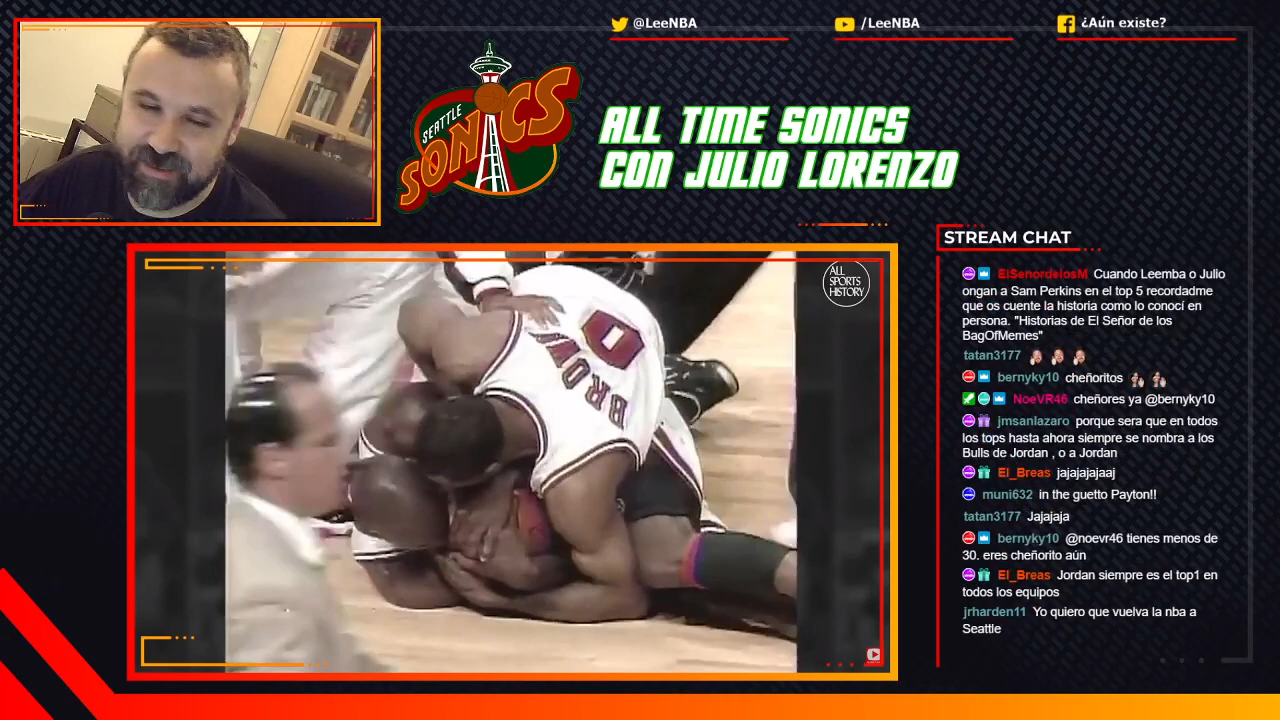 @LeeNBA
/LeeNBA
¿Aún existe?
SEATTLE
SONICS
ALL TIME SONICS
CON JULIO LORENZO
STREAM CHAT
ALL
SPORTS
HISTORY
BROWN
0
ElSenordelosM Cuando Leemba o Julio
ongan a Sam Perkins en el top 5 recordadme
que os cuente la historia como lo conocí en
persona. "Historias de El Señor de los
BagOfMemes"
tatan3177
bernyky10 cheñoritos
NoeVR46 cheñores ya @bernyky10
jmsanlazaro porque sera que en todos
los tops hasta ahora siempre se nombra a los
Bulls de Jordan , o a Jordan
El_Breas jajajajajaaj
muni632 in the guetto Payton!!
tatan3177 Jajajaja
bernyky10 @noevr46 tienes menos de
30. eres cheñorito aún
El_Breas Jordan siempre es el top1 en
todos los equipos
jrharden11 Yo quiero que vuelva la nba a
Seattle